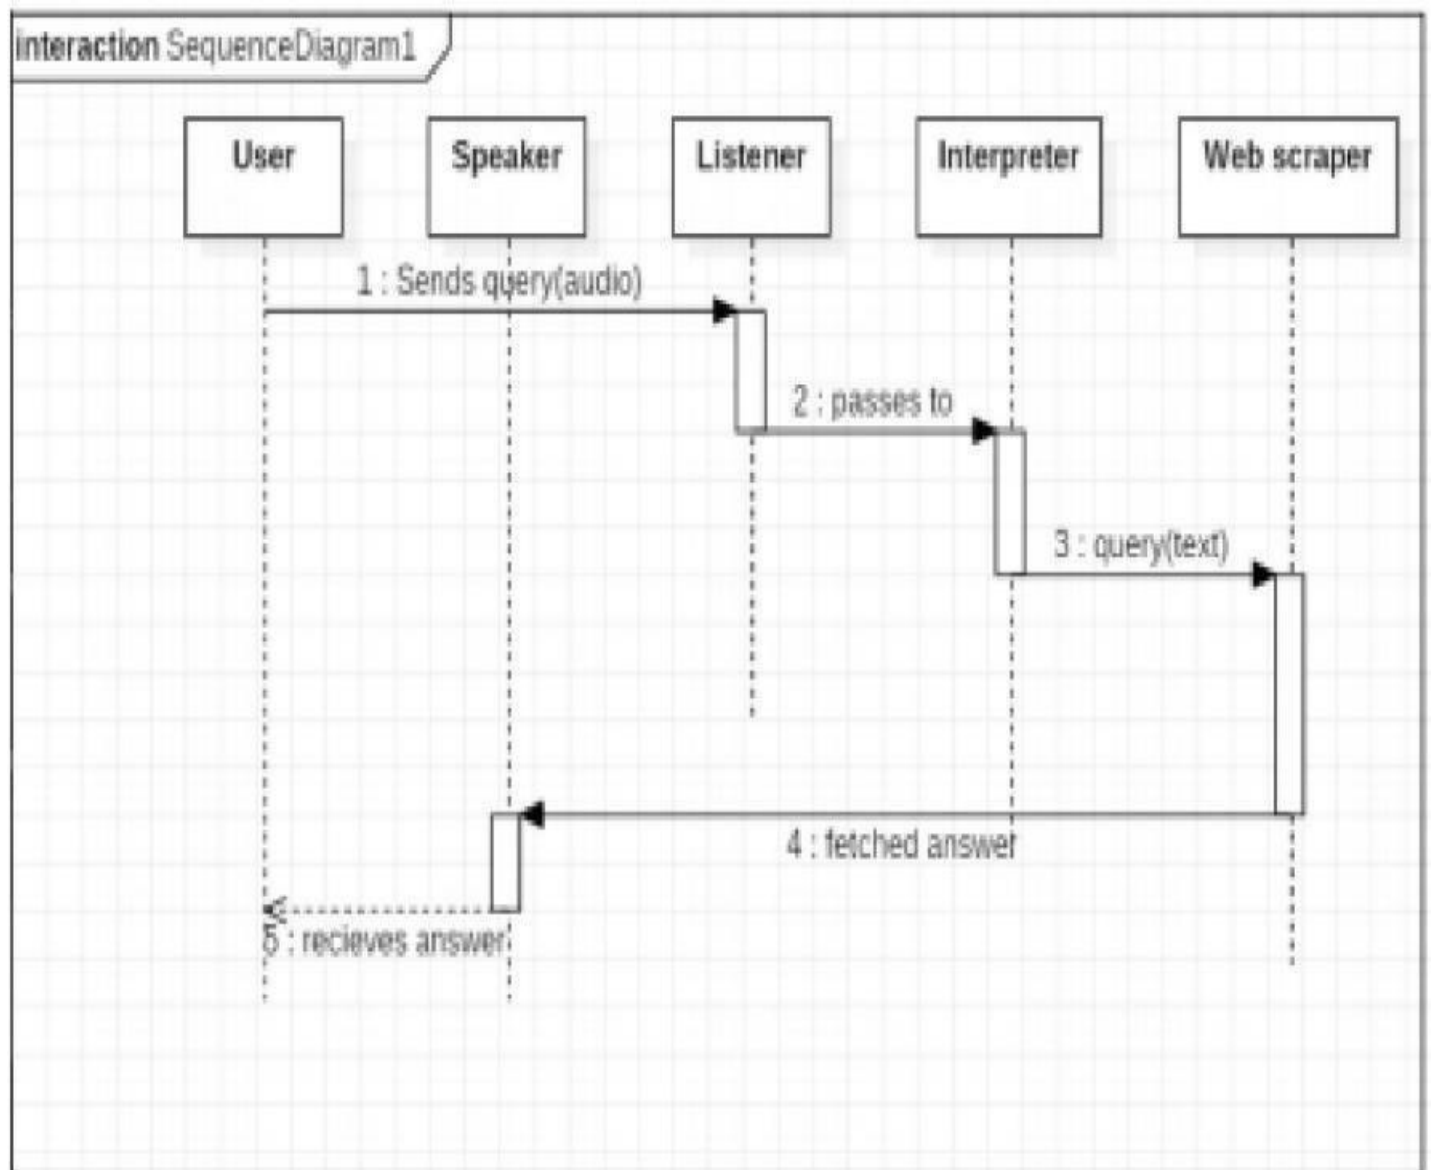 interaction SequenceDiagram1
User
Speaker
Listener
Interpreter
Web scraper
1 : Sends query(audio)
2 : passes to
3 : query(text)
4 : fetched answer
5 : recieves answer